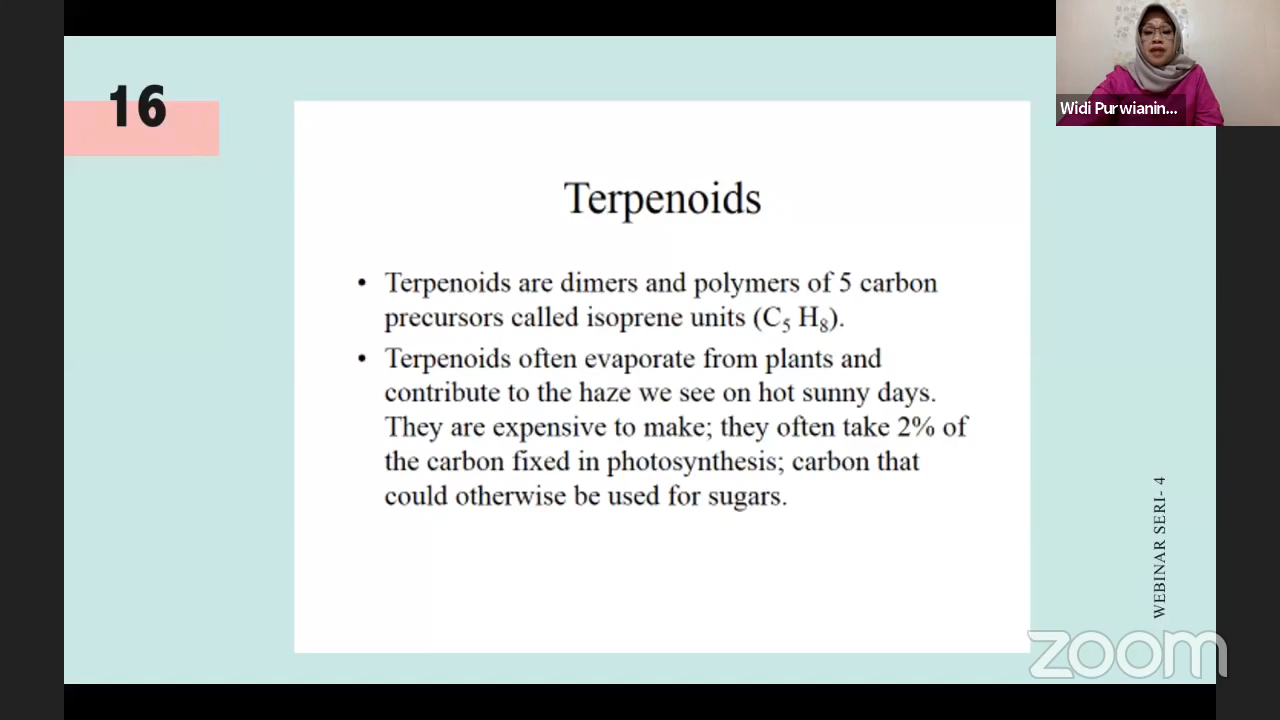 16
Widi Purwianin...
Terpenoids
• Terpenoids are dimers and polymers of 5 carbon
precursors called isoprene units (C₅ H₈).
• Terpenoids often evaporate from plants and
contribute to the haze we see on hot sunny days.
They are expensive to make; they often take 2% of
the carbon fixed in photosynthesis; carbon that
could otherwise be used for sugars.
WEBINAR SERI- 4
zoom